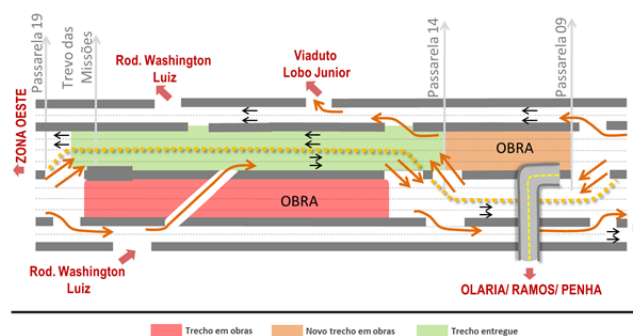 Passarela 19
Trevo das
Missões
Rod. Washington
Luiz
Viaduto
Lobo Junior
Passarela 14
Passarela 09
ZONA OESTE
OBRA
OBRA
Rod. Washington
Luiz
OLARIA/ RAMOS/ PENHA
Trecho em obras
Novo trecho em obras
Trecho entregue